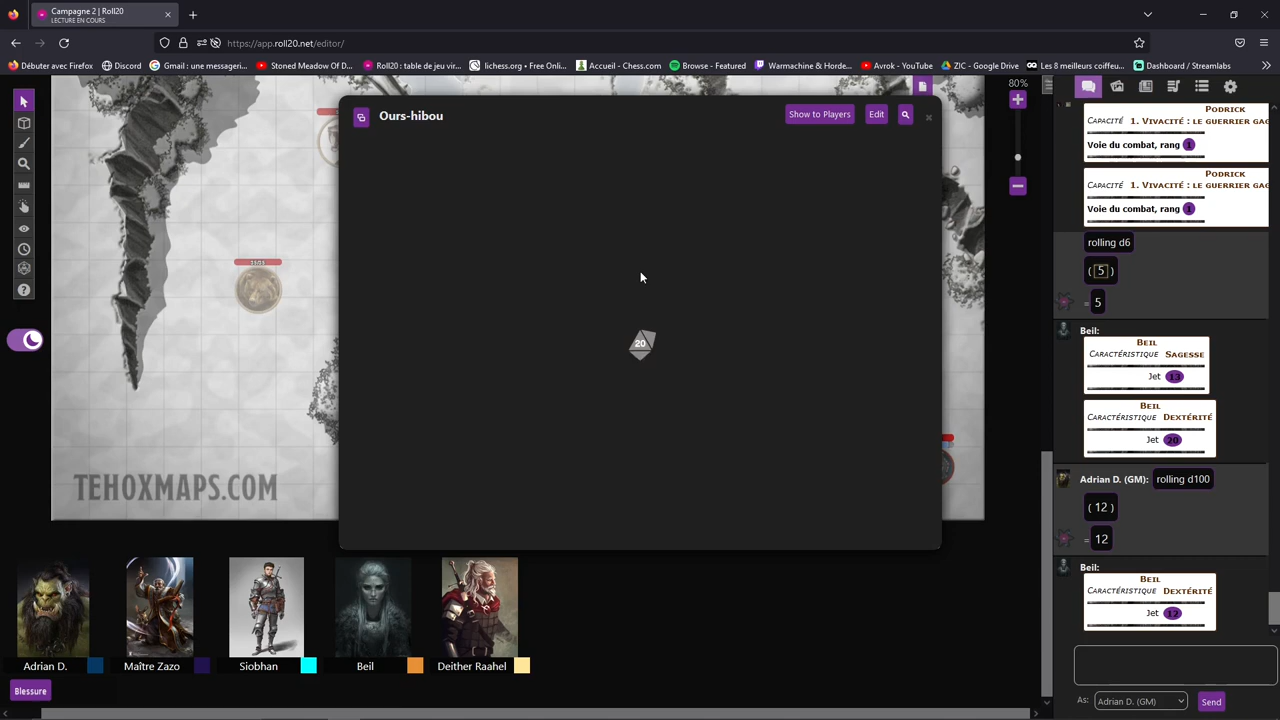 Campagne 2 | Roll20
LECTURE EN COURS
https://app.roll20.net/editor/
Débuter avec Firefox
Discord
Gmail : une messageri...
Stoned Meadow Of D...
Roll20 : table de jeu vir...
lichess.org • Free Onli...
Accueil - Chess.com
Browse - Featured
Warmachine & Horde...
Avrok - YouTube
ZIC - Google Drive
Les 8 meilleurs coiffeu...
Dashboard / Streamlabs
80%
Ours-hibou
Show to Players
Edit
20
TEHOXMAPS.COM
Adrian D.
Maître Zazo
Siobhan
Beil
Deither Raahel
Blessure
PODRICK
CAPACITÉ 1. VIVACITÉ : LE GUERRIER GAG
Voie du combat, rang 1
PODRICK
CAPACITÉ 1. VIVACITÉ : LE GUERRIER GAG
Voie du combat, rang 1
rolling d6
( 5 )
= 5
Beil:
BEIL
CARACTÉRISTIQUE SAGESSE
Jet 13
BEIL
CARACTÉRISTIQUE DEXTÉRITÉ
Jet 20
Adrian D. (GM): rolling d100
( 12 )
= 12
Beil:
BEIL
CARACTÉRISTIQUE DEXTÉRITÉ
Jet 12
As: Adrian D. (GM)
Send